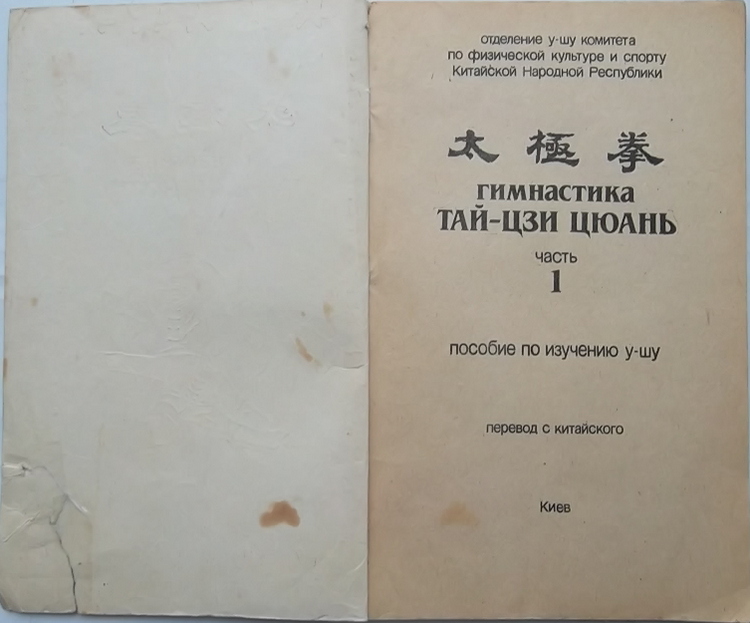 отделение у-шу комитета
по физической культуре и спорту
Китайской Народной Республики
太極拳
гимнастика
ТАЙ-ЦЗИ ЦЮАНЬ
часть
1
пособие по изучению у-шу
перевод с китайского
Киев